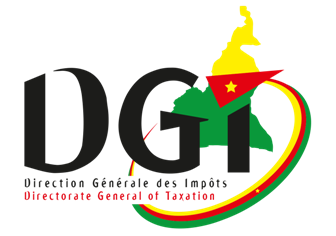 DGI
Direction Générale des Impôts
Directorate General of Taxation